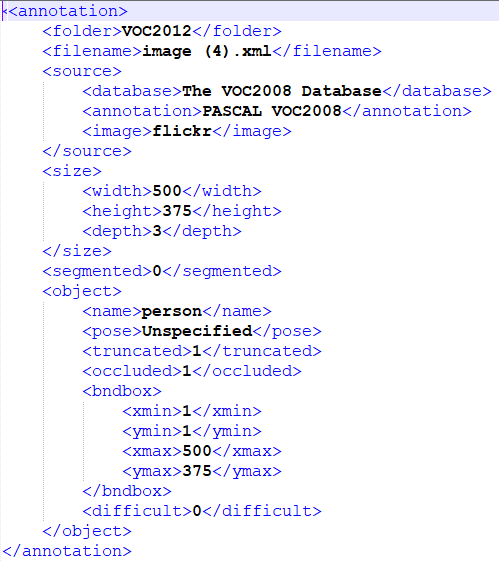 <<annotation>
<folder>VOC2012</folder>
<filename>image (4).xml</filename>
<source>
<database>The VOC2008 Database</database>
<annotation>PASCAL VOC2008</annotation>
<image>flickr</image>
</source>
<size>
<width>500</width>
<height>375</height>
<depth>3</depth>
</size>
<segmented>0</segmented>
<object>
<name>person</name>
<pose>Unspecified</pose>
<truncated>1</truncated>
<occluded>1</occluded>
<bndbox>
<xmin>1</xmin>
<ymin>1</ymin>
<xmax>500</xmax>
<ymax>375</ymax>
</bndbox>
<difficult>0</difficult>
</object>
</annotation>